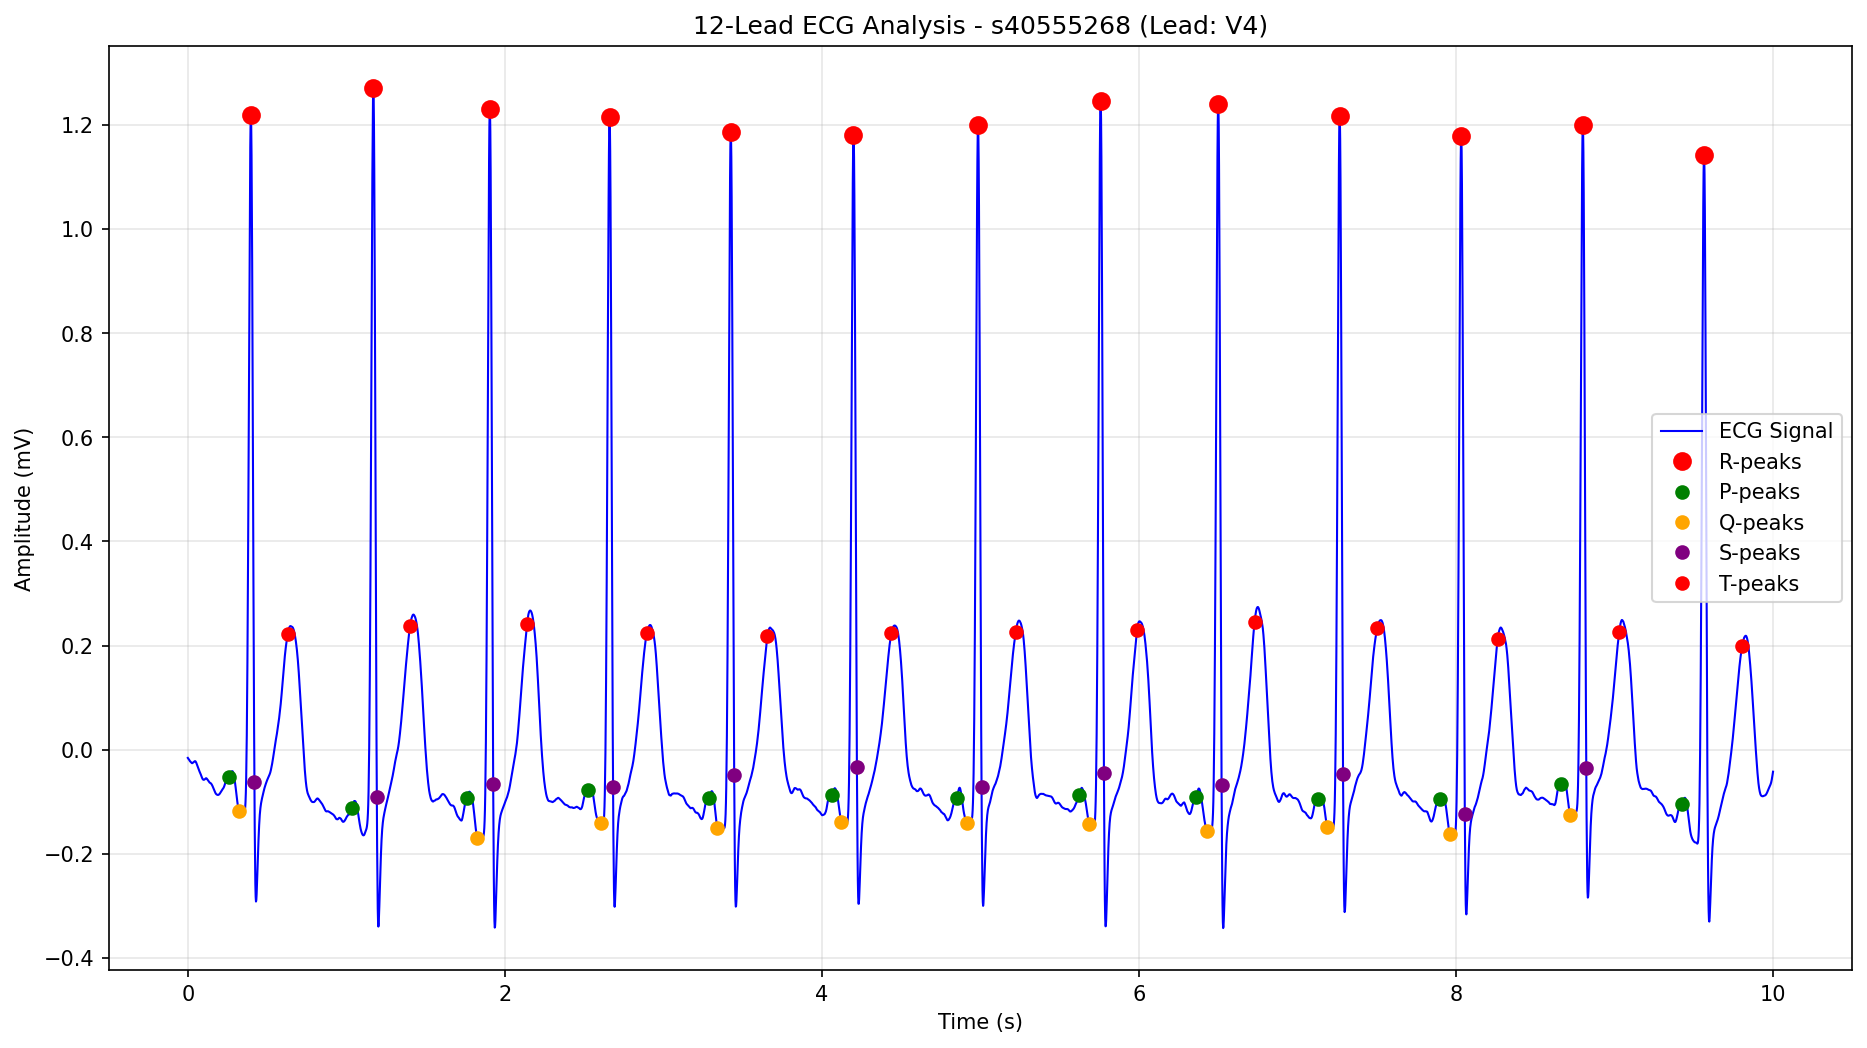 12-Lead ECG Analysis - s40555268 (Lead: V4)
Amplitude (mV)
1.2
1.0
0.8
0.6
0.4
0.2
0.0
−0.2
−0.4
ECG Signal
R-peaks
P-peaks
Q-peaks
S-peaks
T-peaks
0 2 4 6 8 10
Time (s)